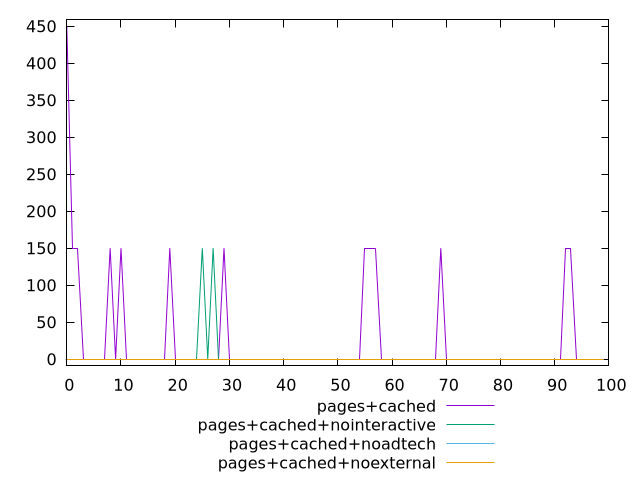 450
400
350
300
250
200
150
100
50
0
0 10 20 30 40 50 60 70 80 90 100
pages+cached
pages+cached+nointeractive
pages+cached+noadtech
pages+cached+noexternal